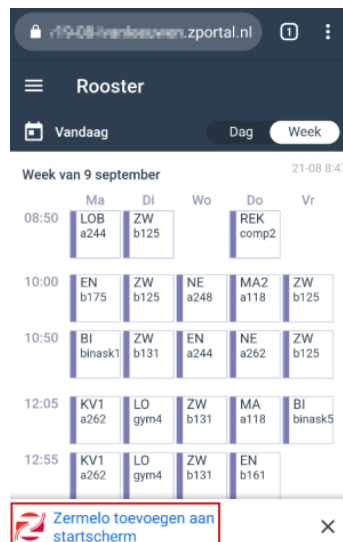 .zportal.nl 1
Rooster
Vandaag Dag Week
Week van 9 september 21-08 8:47
Ma Di Wo Do Vr
08:50 LOB ZW REK
a244 b125 comp2
10:00 EN ZW NE MA2 ZW
b175 b125 a248 a118 b125
10:50 BI ZW EN NE ZW
binask1 b131 a244 a262 b125
12:05 KV1 LO ZW MA BI
a262 gym4 b131 a118 binask5
12:55 KV1 LO ZW EN
a262 gym4 b131 b161
Zermelo toevoegen aan
startscherm